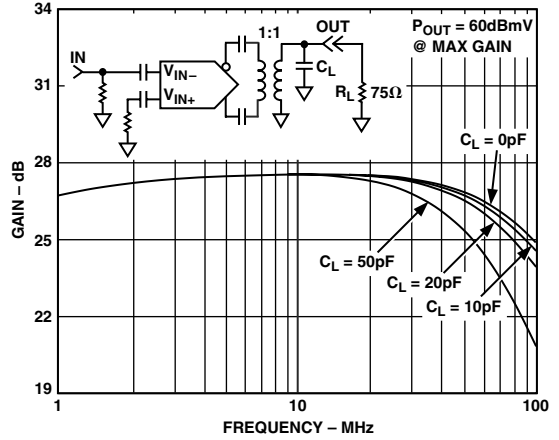 34
31
28
25
22
19
GAIN – dB
1
10
100
FREQUENCY – MHz
P_OUT = 60dBmV
@ MAX GAIN
IN
V_IN–
V_IN+
1:1
OUT
C_L
R_L
75Ω
C_L = 0pF
C_L = 50pF
C_L = 20pF
C_L = 10pF